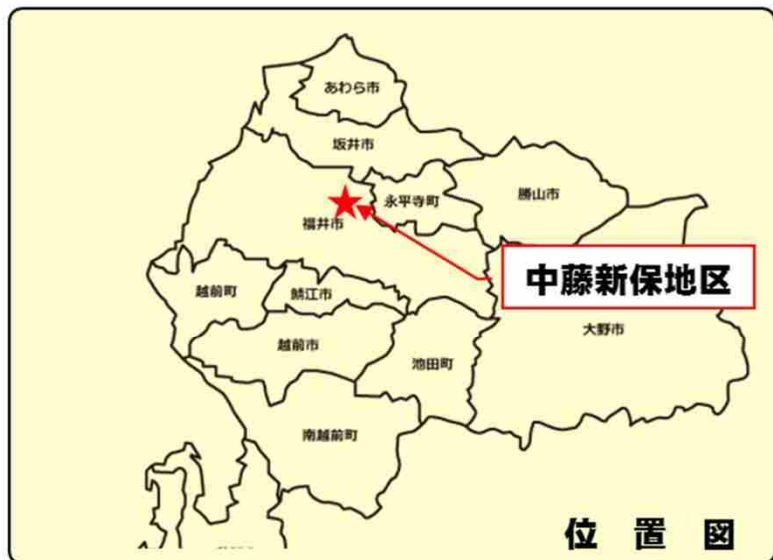 あわら市
坂井市
永平寺町
勝山市
福井市
中藤新保地区
越前町
鯖江市
大野市
越前市
池田町
南越前町
位置図